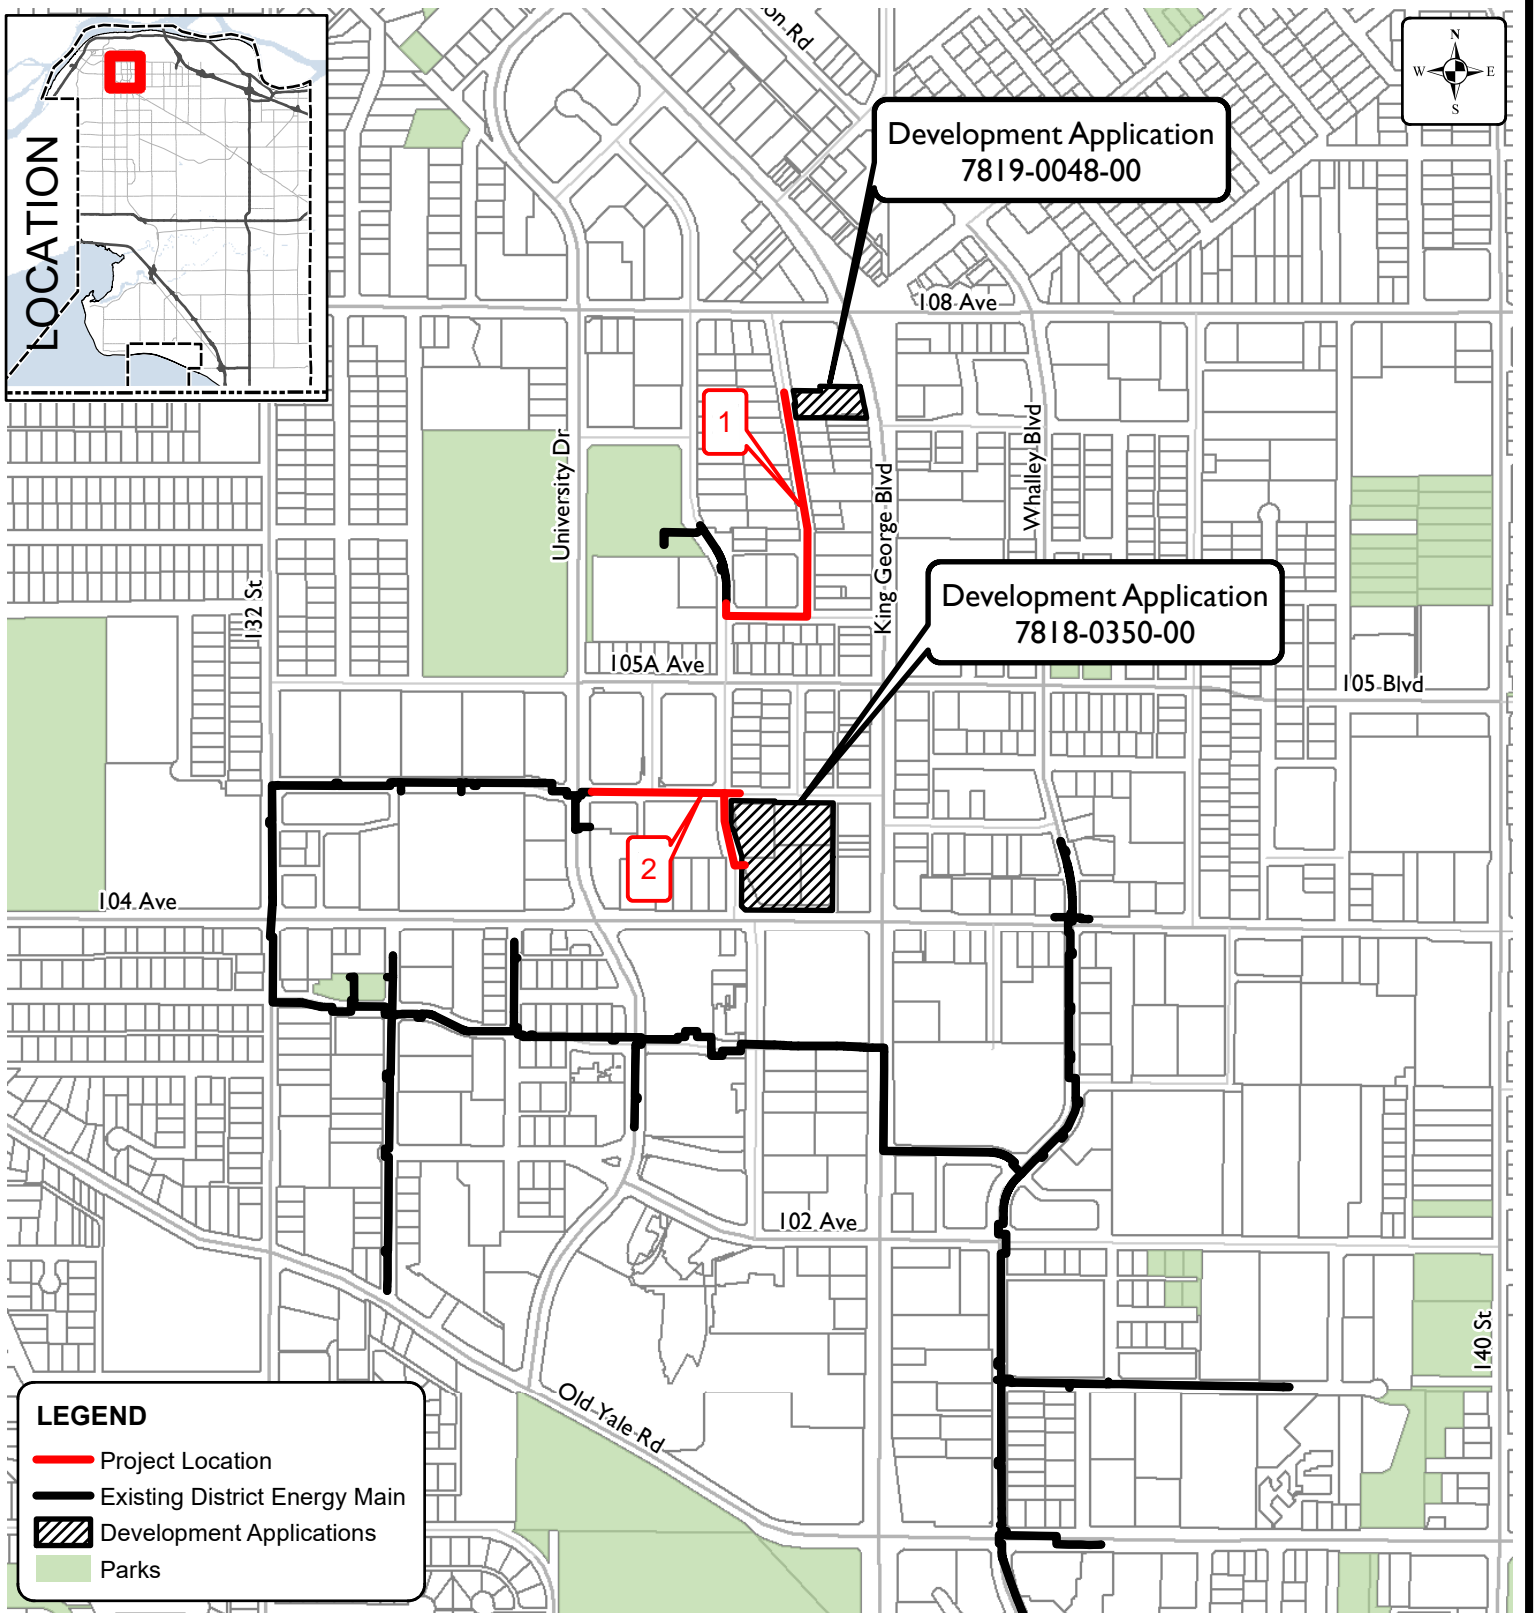 LOCATION
on Rd
N
W E
S
Development Application
7819-0048-00
108 Ave
1
University Dr
King George Blvd
Whalley Blvd
132 St
Development Application
7818-0350-00
105A Ave
105 Blvd
2
104 Ave
102 Ave
140 St
Old Yale Rd
LEGEND
Project Location
Existing District Energy Main
Development Applications
Parks